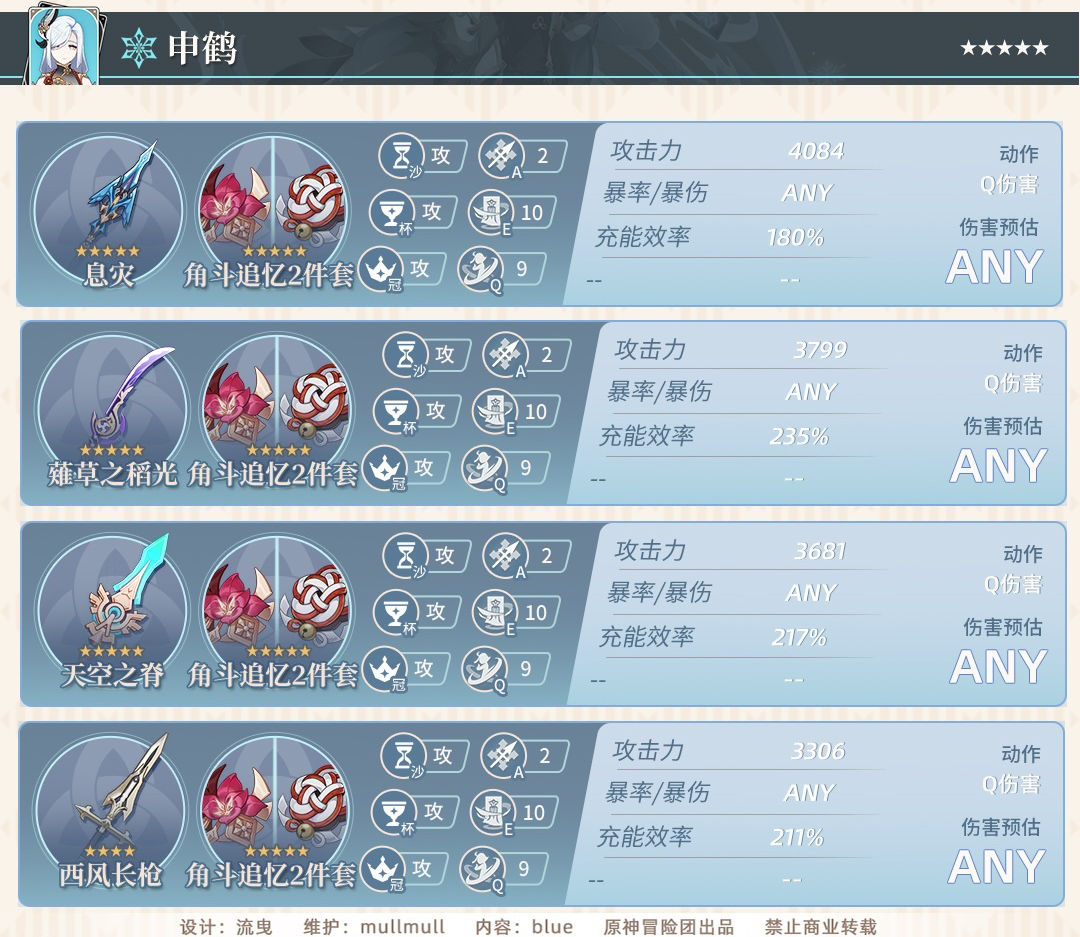 申鹤
★★★★★
沙 攻 A 2
杯 攻 E 10
冠 攻 Q 9
息灾
角斗追忆2件套
攻击力 4084
暴率/暴伤 ANY
充能效率 180%
-- --
动作
Q伤害
伤害预估
ANY
沙 攻 A 2
杯 攻 E 10
冠 攻 Q 9
薙草之稻光
角斗追忆2件套
攻击力 3799
暴率/暴伤 ANY
充能效率 235%
-- --
动作
Q伤害
伤害预估
ANY
沙 攻 A 2
杯 攻 E 10
冠 攻 Q 9
天空之脊
角斗追忆2件套
攻击力 3681
暴率/暴伤 ANY
充能效率 217%
-- --
动作
Q伤害
伤害预估
ANY
沙 攻 A 2
杯 攻 E 10
冠 攻 Q 9
西风长枪
角斗追忆2件套
攻击力 3306
暴率/暴伤 ANY
充能效率 211%
-- --
动作
Q伤害
伤害预估
ANY
设计：流曳 维护：mullmull 内容：blue 原神冒险团出品 禁止商业转载